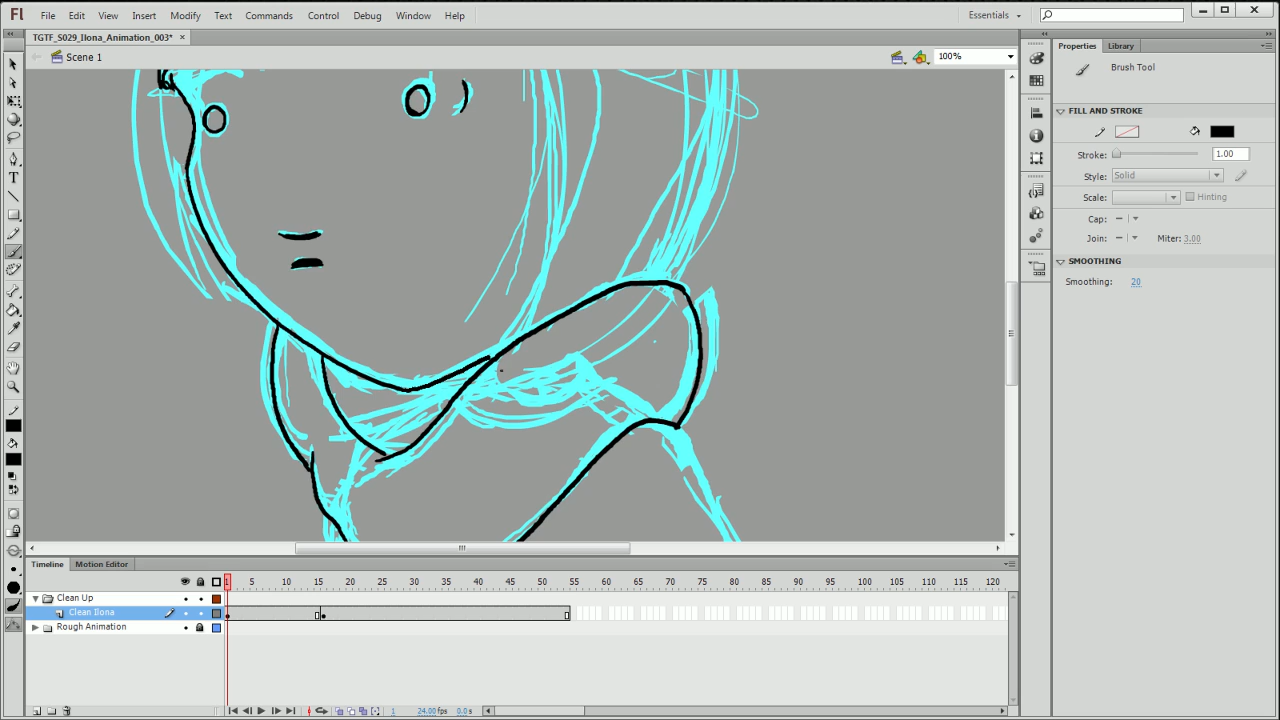 Fl File Edit View Insert Modify Text Commands Control Debug Window Help Essentials
TGTF_S029_Ilona_Animation_003* ×
Scene 1 100%
Properties Library
Brush Tool
FILL AND STROKE
Stroke: 1.00
Style: Solid
Scale: Hinting
Cap:
Join: Miter: 3.00
SMOOTHING
Smoothing: 20
Timeline Motion Editor
1 5 10 15 20 25 30 35 40 45 50 55 60 65 70 75 80 85 90 95 100 105 110 115 120
Clean Up
Clean Ilona
Rough Animation
1 24.00 fps 0.0 s